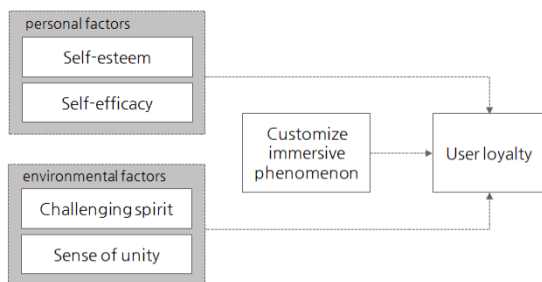 personal factors
Self-esteem
Self-efficacy
Customize
immersive
phenomenon
User loyalty
environmental factors
Challenging spirit
Sense of unity